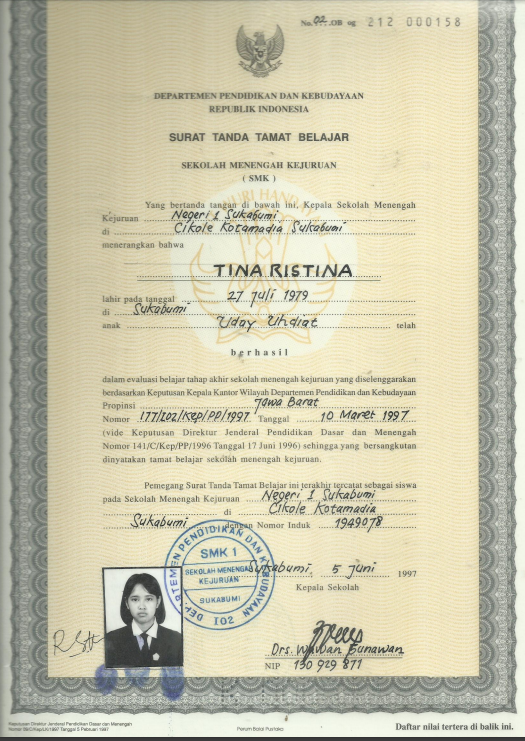 No. 02 .OB og 212 000158
DEPARTEMEN PENDIDIKAN DAN KEBUDAYAAN
REPUBLIK INDONESIA
SURAT TANDA TAMAT BELAJAR
SEKOLAH MENENGAH KEJURUAN
( SMK )
Yang bertanda tangan di bawah ini, Kepala Sekolah Menengah
Kejuruan Negeri 1 Sukabumi
di Cikole Kotamadia Sukabumi
menerangkan bahwa
TINA RISTINA
lahir pada tanggal 27 Juli 1979
di Sukabumi
anak Uday Uhdiat telah
berhasil
dalam evaluasi belajar tahap akhir sekolah menengah kejuruan yang diselenggarakan
berdasarkan Keputusan Kepala Kantor Wilayah Departemen Pendidikan dan Kebudayaan
Propinsi Jawa Barat
Nomor 177/I02/Kep/PP/1997 Tanggal 10 Maret 1997
(vide Keputusan Direktur Jenderal Pendidikan Dasar dan Menengah
Nomor 141/C/Kep/PP/1996 Tanggal 17 Juni 1996) sehingga yang bersangkutan
dinyatakan tamat belajar sekolah menengah kejuruan.
Pemegang Surat Tanda Tamat Belajar ini terakhir tercatat sebagai siswa
pada Sekolah Menengah Kejuruan Negeri 1 Sukabumi
di Cikole Kotamadia
Sukabumi dengan Nomor Induk 1949078
Sukabumi, 5 Juni 1997
Kepala Sekolah
DEPARTEMEN PENDIDIKAN DAN KEBUDAYAAN
SMK 1
SEKOLAH MENENGAH
KEJURUAN
SUKABUMI
I02
Drs. Wawan Gunawan
NIP 130 929 871
Keputusan Direktur Jenderal Pendidikan Dasar dan Menengah
Tanggal 5 Pebruari 1997
Perum Balai Pustaka
Daftar nilai tertera di balik ini.